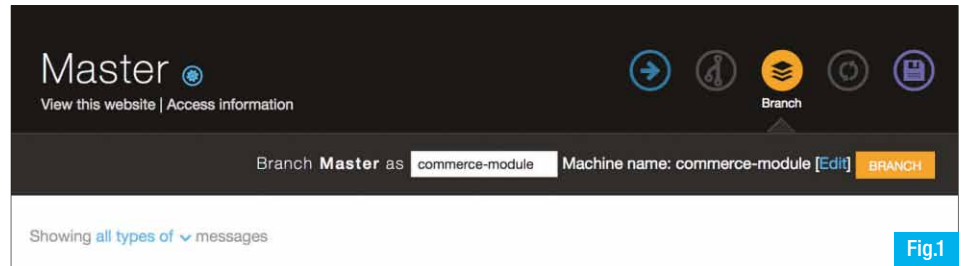 Master
View this website | Access information
Branch
Branch Master as commerce-module Machine name: commerce-module [Edit] BRANCH
Showing all types of messages
Fig.1